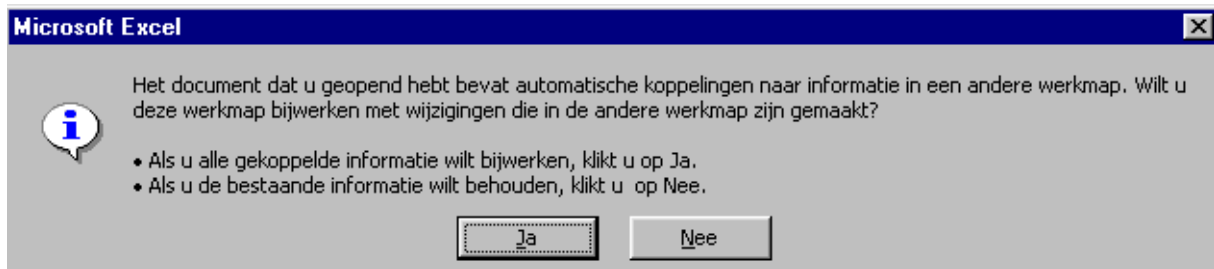 Microsoft Excel
Het document dat u geopend hebt bevat automatische koppelingen naar informatie in een andere werkmap. Wilt u
deze werkmap bijwerken met wijzigingen die in de andere werkmap zijn gemaakt?
• Als u alle gekoppelde informatie wilt bijwerken, klikt u op Ja.
• Als u de bestaande informatie wilt behouden, klikt u op Nee.
Ja Nee